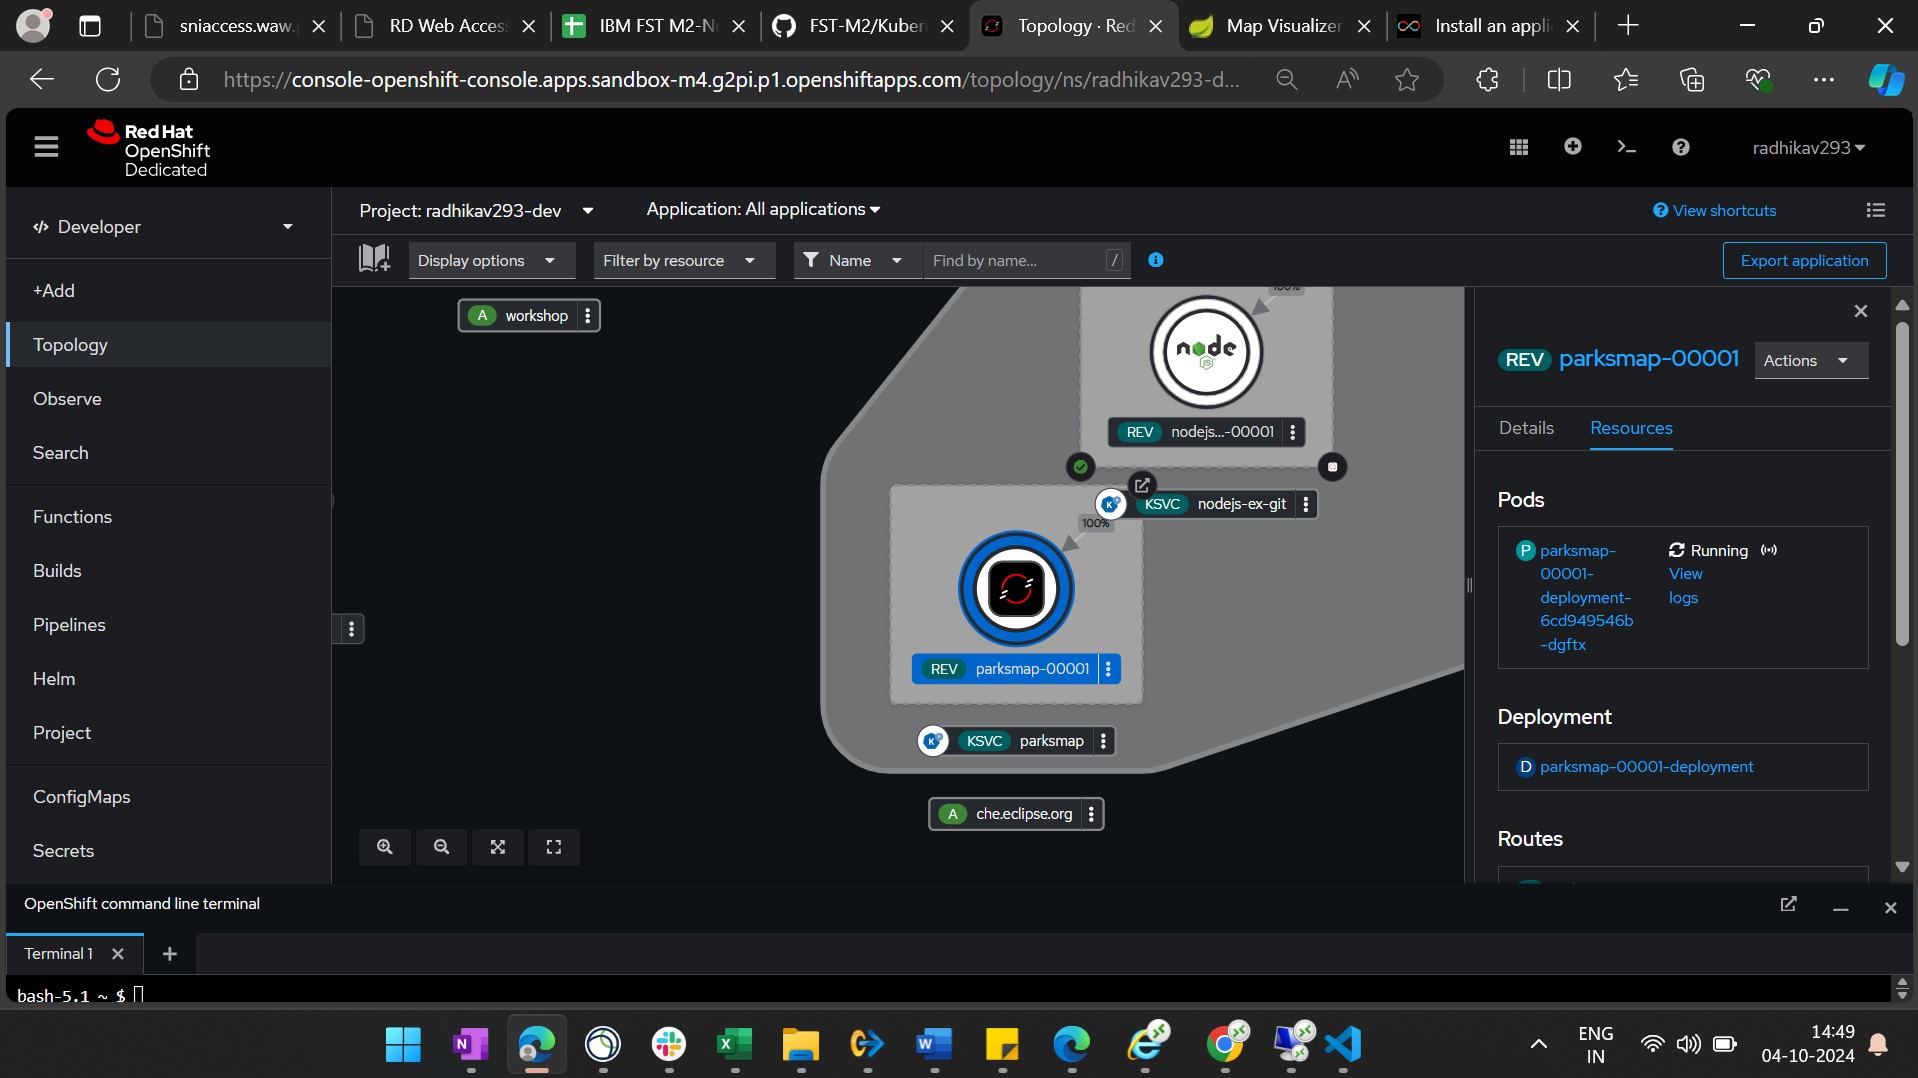 sniaccess.waw.
RD Web Access
IBM FST M2-N
FST-M2/Kuber
Topology · Red
Map Visualizer
Install an appli
https://console-openshift-console.apps.sandbox-m4.g2pi.p1.openshiftapps.com/topology/ns/radhikav293-d...
Red Hat
OpenShift
Dedicated
radhikav293
Developer
Project: radhikav293-dev
Application: All applications
View shortcuts
Display options
Filter by resource
Name
Find by name...
/
Export application
+Add
Topology
Observe
Search
Functions
Builds
Pipelines
Helm
Project
ConfigMaps
Secrets
A workshop
100%
node
JS
REV nodejs...-00001
KSVC nodejs-ex-git
100%
REV parksmap-00001
KSVC parksmap
A che.eclipse.org
REV parksmap-00001
Actions
Details
Resources
Pods
P parksmap-
00001-
deployment-
6cd949546b
-dgftx
Running
View
logs
Deployment
D parksmap-00001-deployment
Routes
OpenShift command line terminal
Terminal 1
bash-5.1 ~ $
ENG
IN
14:49
04-10-2024